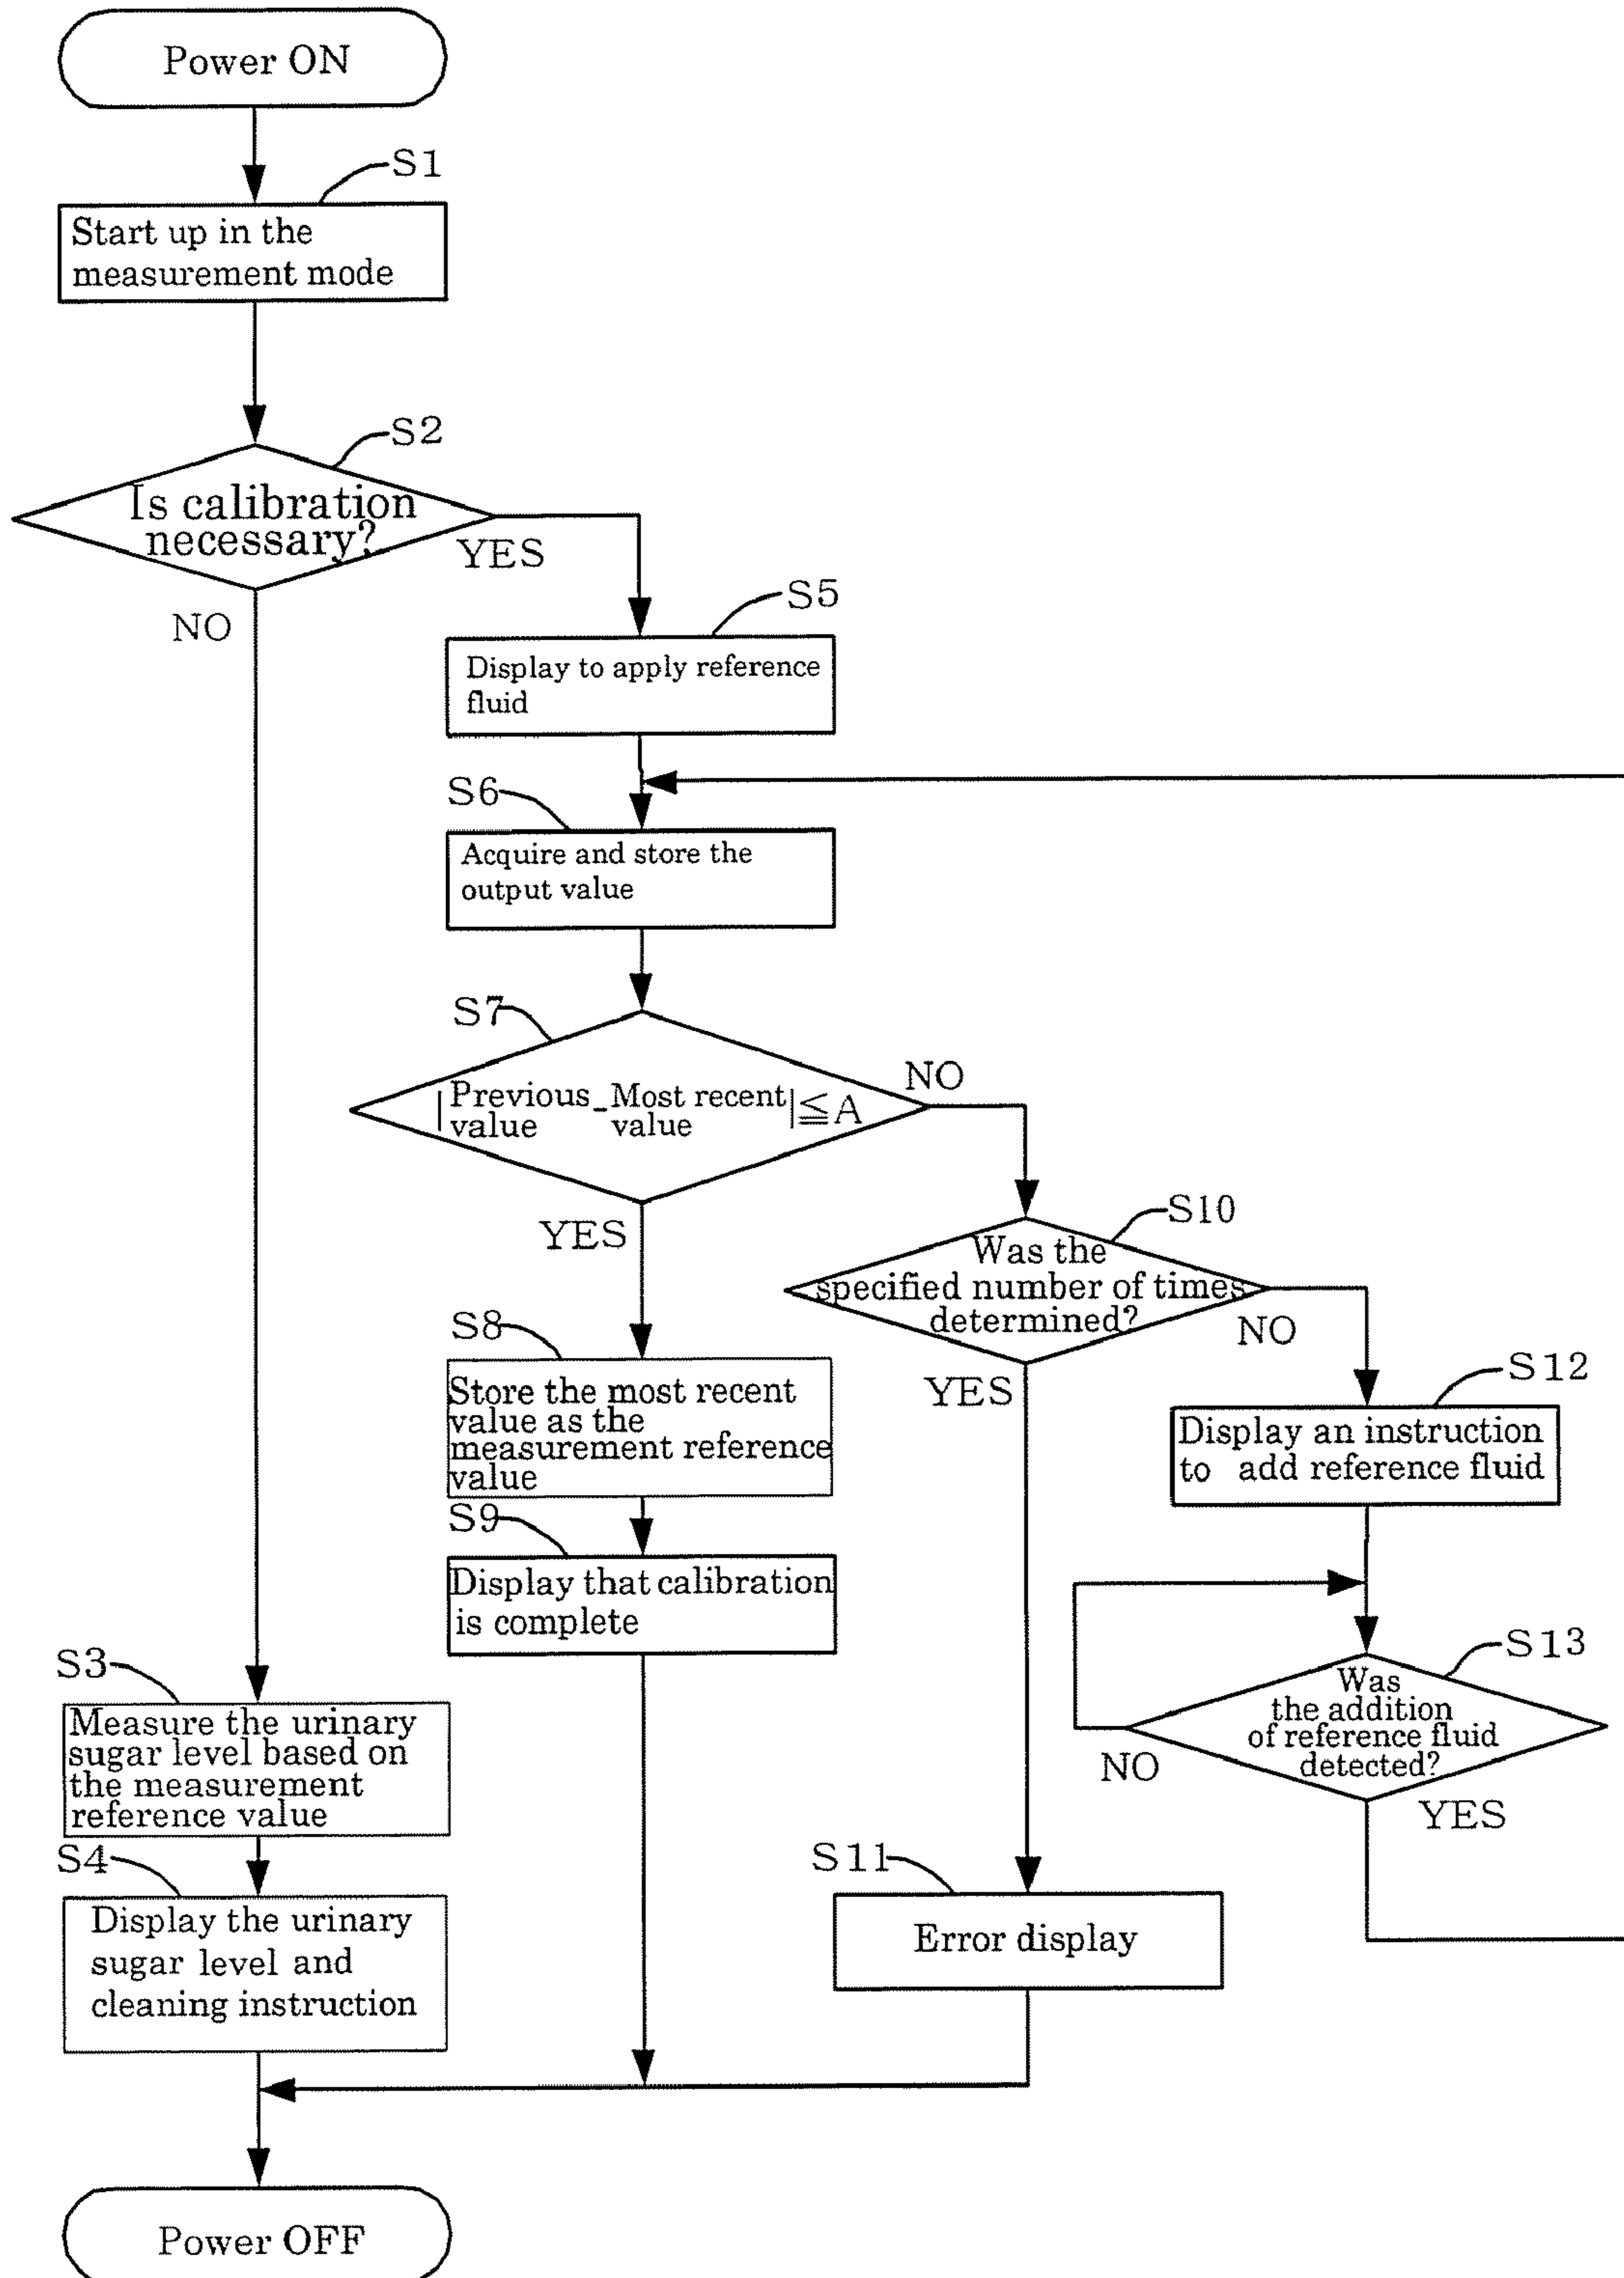 Power ON
S1
Start up in the
measurement mode
S2
Is calibration
necessary?
YES
NO
S5
Display to apply reference
fluid
S6
Acquire and store the
output value
S7
|Previous value - Most recent value| ≦ A
NO
YES
S10
Was the
specified number of times
determined?
NO
YES
S8
Store the most recent
value as the
measurement reference
value
S12
Display an instruction
to add reference fluid
S9
Display that calibration
is complete
S13
Was
the addition
of reference fluid
detected?
NO
YES
S3
Measure the urinary
sugar level based on
the measurement
reference value
S4
Display the urinary
sugar level and
cleaning instruction
S11
Error display
Power OFF